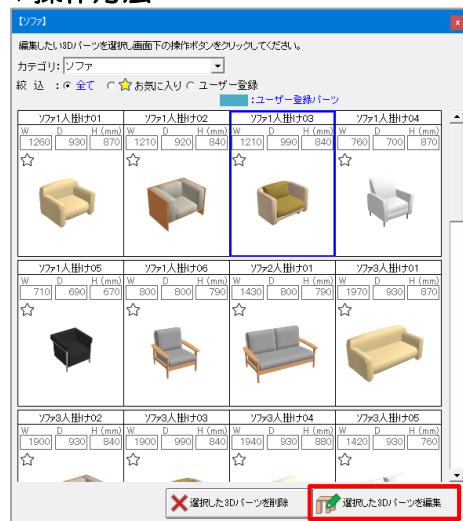 【ソファ】
編集したい3Dパーツを選択し画面下の操作ボタンをクリックしてください。
カテゴリ: ソファ
絞 込 : 全て お気に入り ユーザー登録
:ユーザー登録パーツ
ソファ1人掛け01 ソファ1人掛け02 ソファ1人掛け03 ソファ1人掛け04
W D H (mm) W D H (mm) W D H (mm) W D H (mm)
1260 930 870 1210 920 840 1210 990 840 760 700 870
ソファ1人掛け05 ソファ1人掛け06 ソファ2人掛け01 ソファ3人掛け01
W D H (mm) W D H (mm) W D H (mm) W D H (mm)
710 690 670 800 800 790 1430 800 790 1970 930 870
ソファ3人掛け02 ソファ3人掛け03 ソファ3人掛け04 ソファ3人掛け05
W D H (mm) W D H (mm) W D H (mm) W D H (mm)
1900 930 840 1900 990 840 1940 930 880 1420 930 760
選択した3Dパーツを削除 選択した3Dパーツを編集